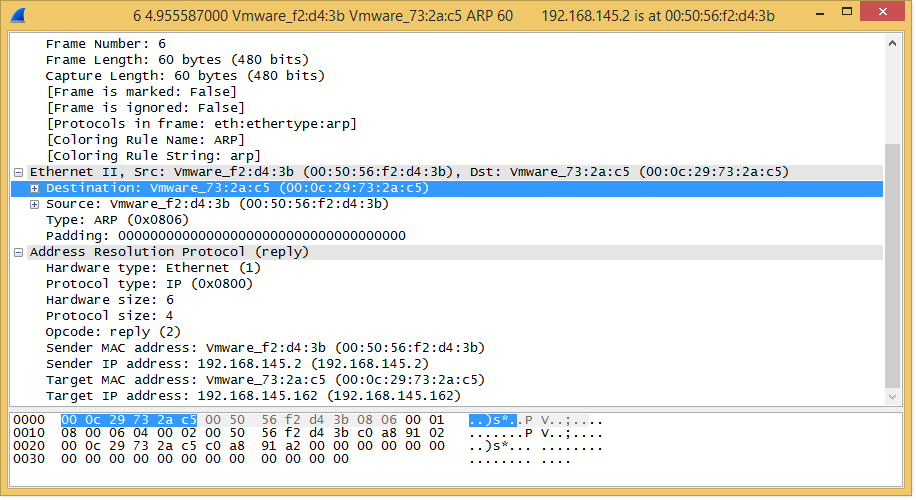 6 4.955587000 Vmware_f2:d4:3b Vmware_73:2a:c5 ARP 60 192.168.145.2 is at 00:50:56:f2:d4:3b
Frame Number: 6
Frame Length: 60 bytes (480 bits)
Capture Length: 60 bytes (480 bits)
[Frame is marked: False]
[Frame is ignored: False]
[Protocols in frame: eth:ethertype:arp]
[Coloring Rule Name: ARP]
[Coloring Rule String: arp]
Ethernet II, Src: Vmware_f2:d4:3b (00:50:56:f2:d4:3b), Dst: Vmware_73:2a:c5 (00:0c:29:73:2a:c5)
Destination: Vmware_73:2a:c5 (00:0c:29:73:2a:c5)
Source: Vmware_f2:d4:3b (00:50:56:f2:d4:3b)
Type: ARP (0x0806)
Padding: 000000000000000000000000000000000000
Address Resolution Protocol (reply)
Hardware type: Ethernet (1)
Protocol type: IP (0x0800)
Hardware size: 6
Protocol size: 4
Opcode: reply (2)
Sender MAC address: Vmware_f2:d4:3b (00:50:56:f2:d4:3b)
Sender IP address: 192.168.145.2 (192.168.145.2)
Target MAC address: Vmware_73:2a:c5 (00:0c:29:73:2a:c5)
Target IP address: 192.168.145.162 (192.168.145.162)
0000 00 0c 29 73 2a c5 00 50 56 f2 d4 3b 08 06 00 01 ..)s*..P V..;....
0010 08 00 06 04 00 02 00 50 56 f2 d4 3b c0 a8 91 02 .......P V..;....
0020 00 0c 29 73 2a c5 c0 a8 91 a2 00 00 00 00 00 00 ..)s*... ........
0030 00 00 00 00 00 00 00 00 00 00 00 00 ........ ....